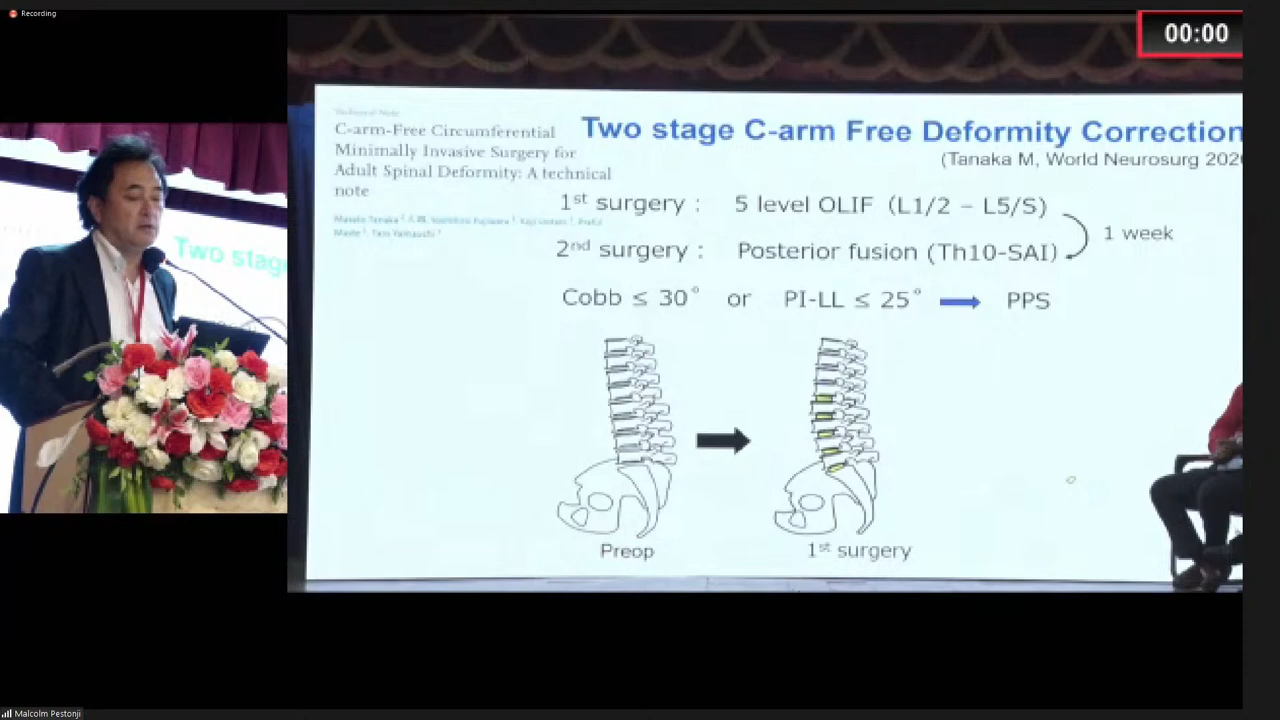 Recording
00:00
Technical Note
C-arm-Free Circumferential
Minimally Invasive Surgery for
Adult Spinal Deformity: A technical
note
Two stage C-arm Free Deformity Correction
(Tanaka M, World Neurosurg 202
1st surgery : 5 level OLIF (L1/2 – L5/S)
2nd surgery : Posterior fusion (Th10-SAI)
1 week
Cobb ≤ 30° or PI-LL ≤ 25° PPS
Preop
1st surgery
Two stage
Malcolm Pestonji